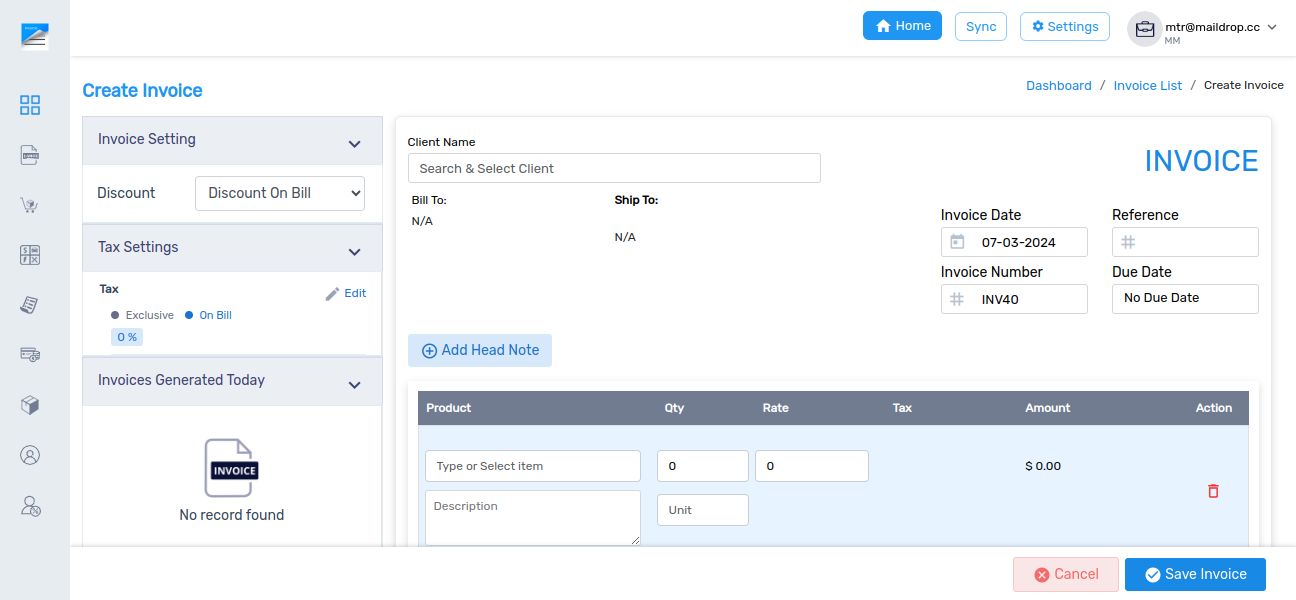 Home
Sync
Settings
mtr@maildrop.cc
MM
Create Invoice
Dashboard / Invoice List / Create Invoice
Invoice Setting
Discount
Discount On Bill
Tax Settings
Tax
Edit
Exclusive
On Bill
0 %
Invoices Generated Today
INVOICE
No record found
Client Name
Search & Select Client
INVOICE
Bill To:
Ship To:
N/A
N/A
Invoice Date
Reference
07-03-2024
#
Invoice Number
Due Date
# INV40
No Due Date
Add Head Note
Product Qty Rate Tax Amount Action
Type or Select item
0
0
$ 0.00
Description
Unit
Cancel
Save Invoice